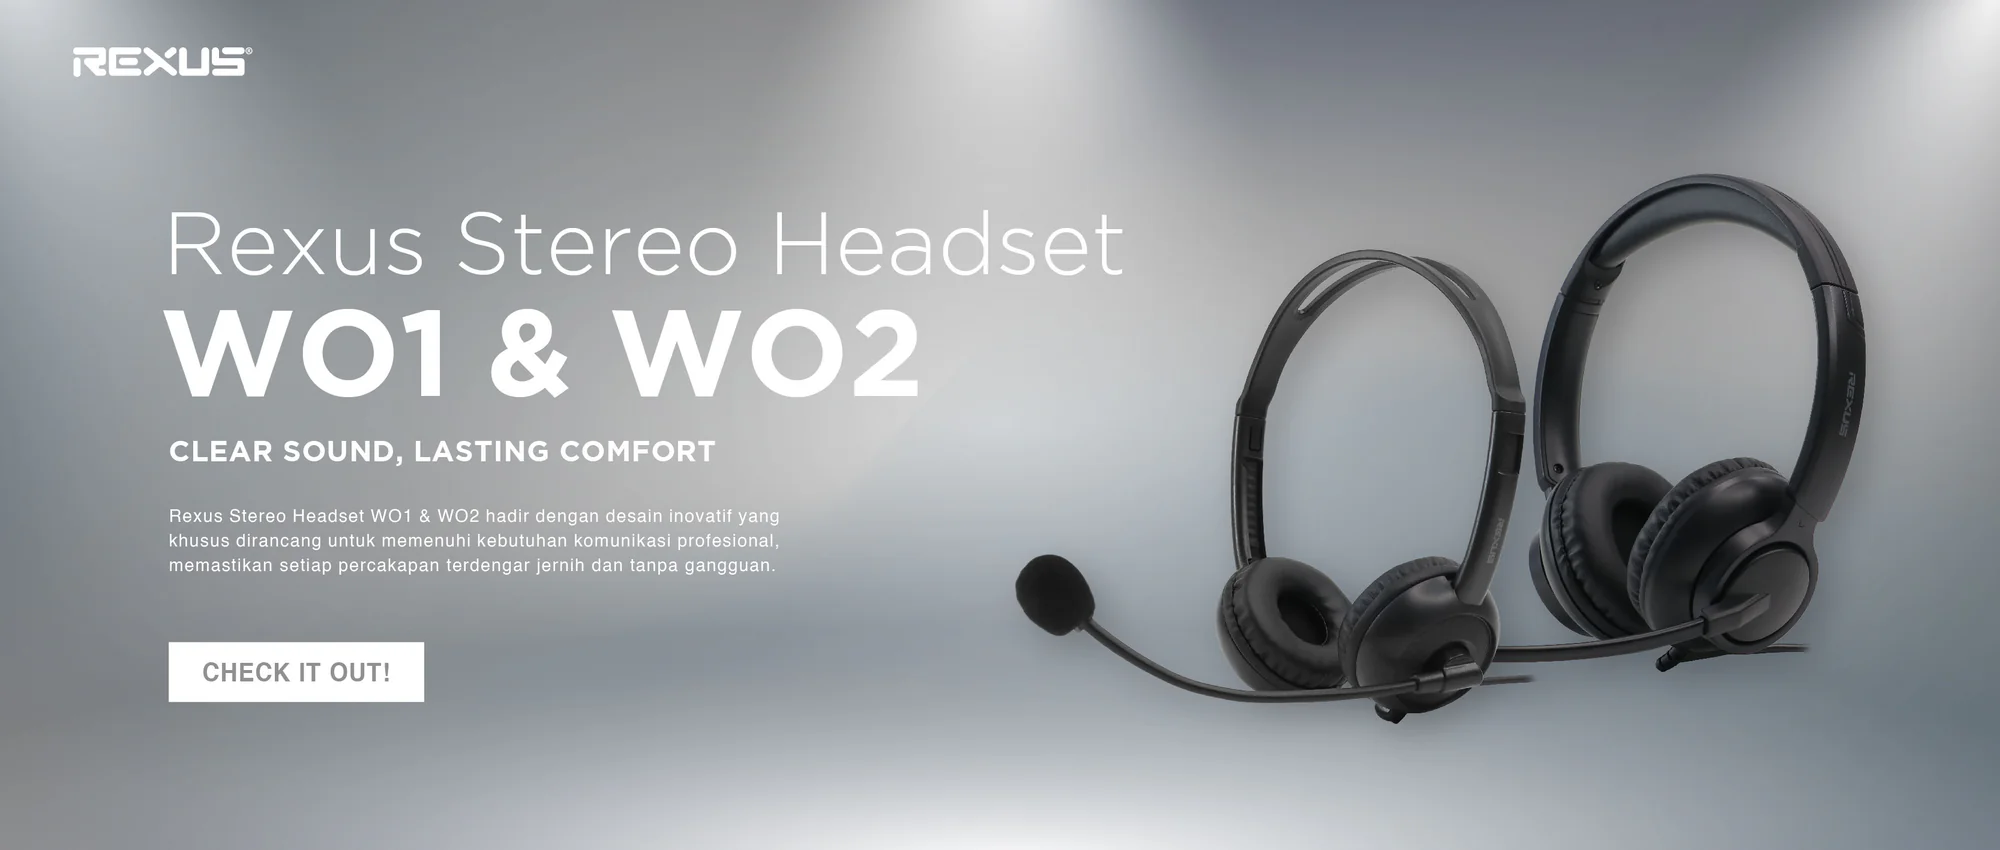 REXUS®
Rexus Stereo Headset
WO1 & WO2
CLEAR SOUND, LASTING COMFORT
Rexus Stereo Headset WO1 & WO2 hadir dengan desain inovatif yang
khusus dirancang untuk memenuhi kebutuhan komunikasi profesional,
memastikan setiap percakapan terdengar jernih dan tanpa gangguan.
CHECK IT OUT!
REXUS
REXUS